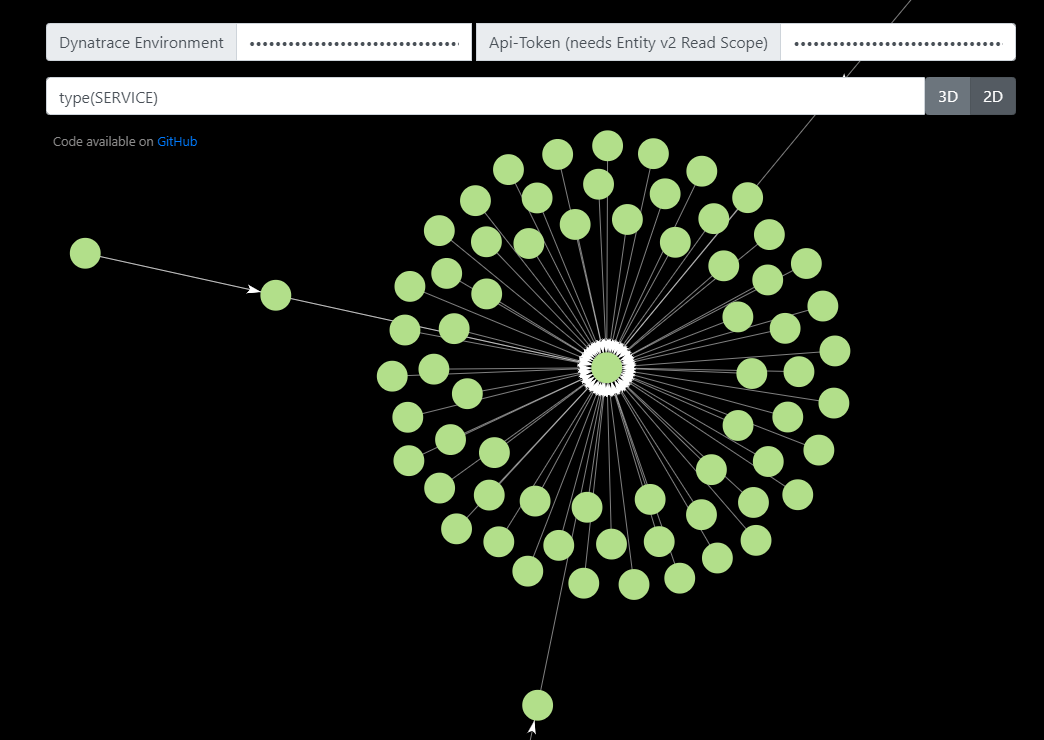 Dynatrace Environment •••••••••••••••••••••••••••••••••• Api-Token (needs Entity v2 Read Scope) ••••••••••••••••••••••••••••••••••
type(SERVICE) 3D 2D
Code available on GitHub